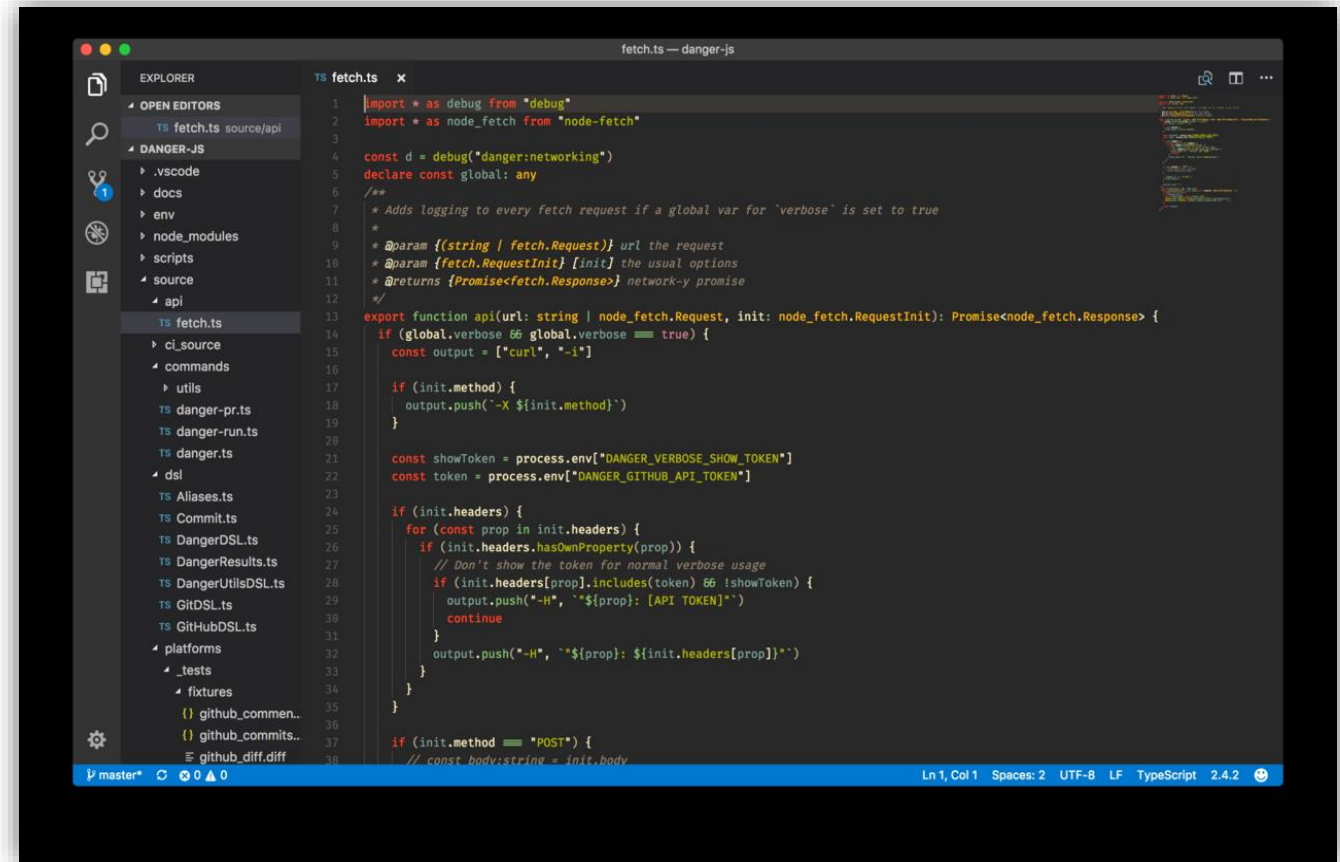 fetch.ts — danger-js
EXPLORER
OPEN EDITORS
TS fetch.ts source/api
DANGER-JS
.vscode
docs
env
node_modules
scripts
source
api
TS fetch.ts
ci_source
commands
utils
TS danger-pr.ts
TS danger-run.ts
TS danger.ts
dsl
TS Aliases.ts
TS Commit.ts
TS DangerDSL.ts
TS DangerResults.ts
TS DangerUtilsDSL.ts
TS GitDSL.ts
TS GitHubDSL.ts
platforms
_tests
fixtures
{} github_commen...
{} github_commits...
github_diff.diff
1
TS fetch.ts ×
1 import * as debug from "debug"
2 import * as node_fetch from "node-fetch"
3
4 const d = debug("danger:networking")
5 declare const global: any
6 /**
7 * Adds logging to every fetch request if a global var for `verbose` is set to true
8 *
9 * @param {(string | fetch.Request)} url the request
10 * @param {fetch.RequestInit} [init] the usual options
11 * @returns {Promise<fetch.Response>} network-y promise
12 */
13 export function api(url: string | node_fetch.Request, init: node_fetch.RequestInit): Promise<node_fetch.Response> {
14 if (global.verbose && global.verbose === true) {
15 const output = ["curl", "-i"]
16
17 if (init.method) {
18 output.push(`-X ${init.method}`)
19 }
20
21 const showToken = process.env["DANGER_VERBOSE_SHOW_TOKEN"]
22 const token = process.env["DANGER_GITHUB_API_TOKEN"]
23
24 if (init.headers) {
25 for (const prop in init.headers) {
26 if (init.headers.hasOwnProperty(prop)) {
27 // Don't show the token for normal verbose usage
28 if (init.headers[prop].includes(token) && !showToken) {
29 output.push("-H", `"${prop}: [API TOKEN]"`)
30 continue
31 }
32 output.push("-H", `"${prop}: ${init.headers[prop]}"`)
33 }
34 }
35 }
36
37 if (init.method === "POST") {
38 // const body:string = init.body
master* 0 0 Ln 1, Col 1 Spaces: 2 UTF-8 LF TypeScript 2.4.2